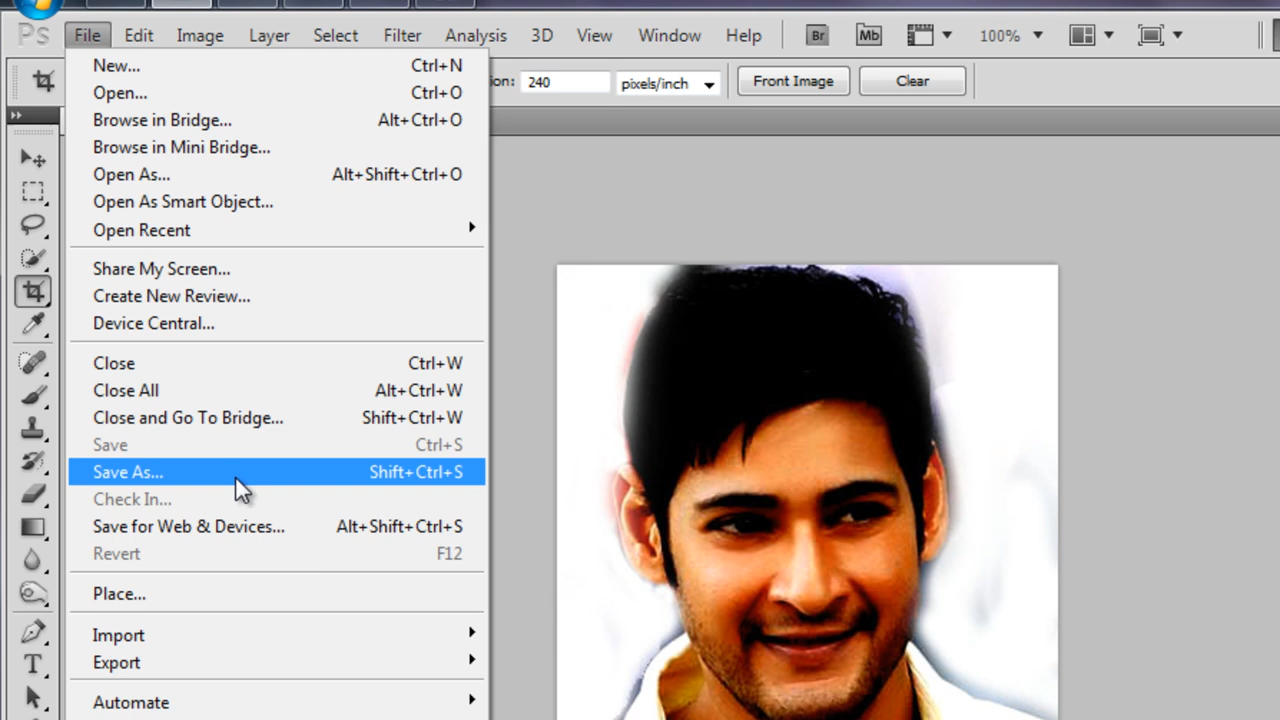 Ps File Edit Image Layer Select Filter Analysis 3D View Window Help Br Mb 100%
ion: 240 pixels/inch Front Image Clear
New... Ctrl+N
Open... Ctrl+O
Browse in Bridge... Alt+Ctrl+O
Browse in Mini Bridge...
Open As... Alt+Shift+Ctrl+O
Open As Smart Object...
Open Recent
Share My Screen...
Create New Review...
Device Central...
Close Ctrl+W
Close All Alt+Ctrl+W
Close and Go To Bridge... Shift+Ctrl+W
Save Ctrl+S
Save As... Shift+Ctrl+S
Check In...
Save for Web & Devices... Alt+Shift+Ctrl+S
Revert F12
Place...
Import
Export
Automate